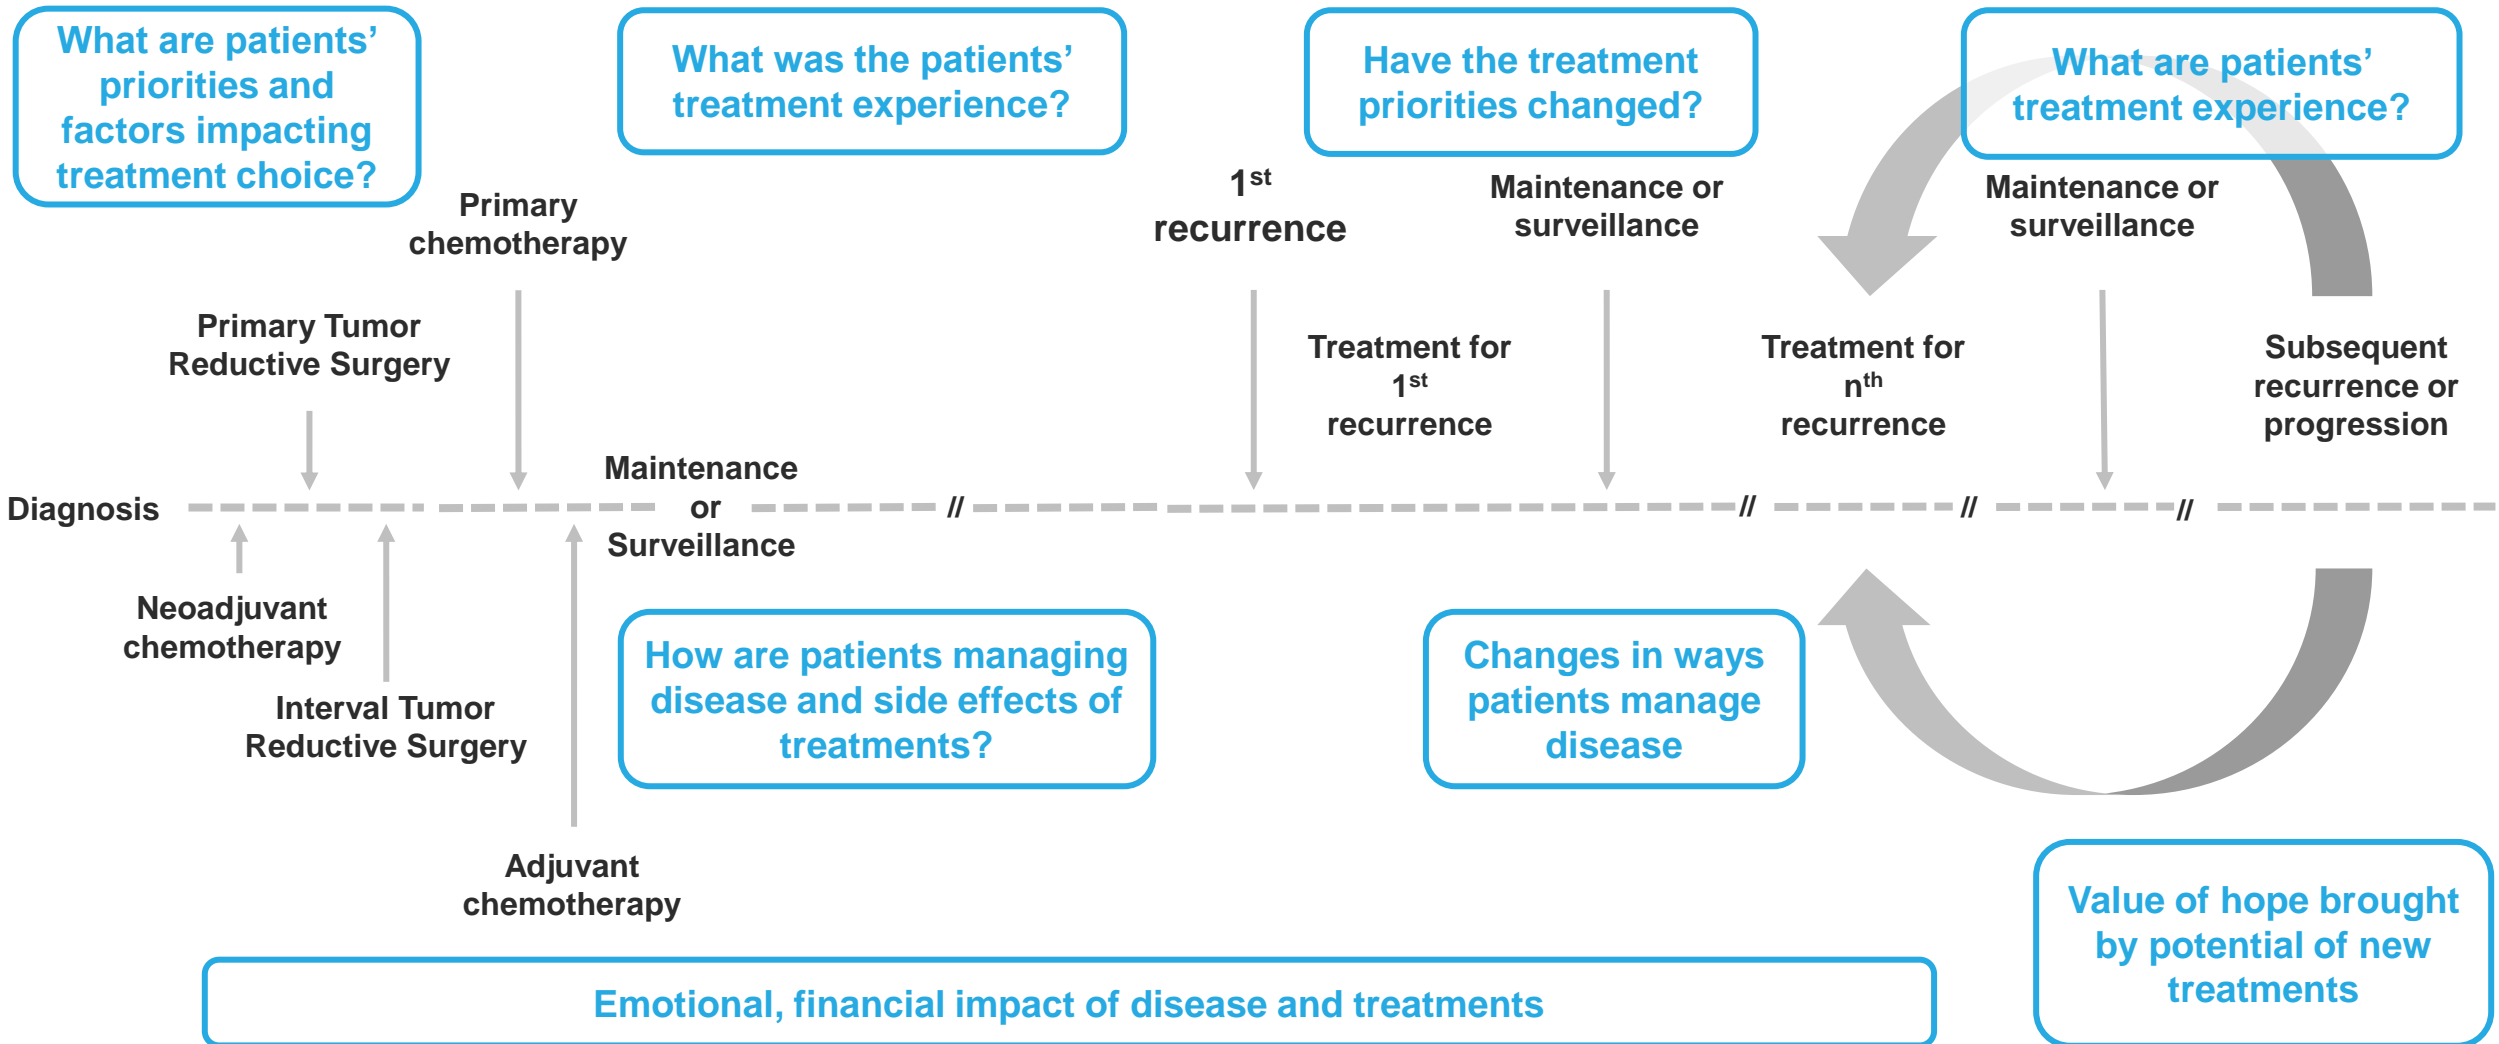 What are patients’
priorities and
factors impacting
treatment choice?
What was the patients’
treatment experience?
Have the treatment
priorities changed?
What are patients’
treatment experience?
Primary
chemotherapy
1st
recurrence
Maintenance or
surveillance
Maintenance or
surveillance
Primary Tumor
Reductive Surgery
Treatment for
1st
recurrence
Treatment for
nth
recurrence
Subsequent
recurrence or
progression
Diagnosis
Maintenance
or
Surveillance
//
//
//
//
Neoadjuvant
chemotherapy
Interval Tumor
Reductive Surgery
Adjuvant
chemotherapy
How are patients managing
disease and side effects of
treatments?
Changes in ways
patients manage
disease
Value of hope brought
by potential of new
treatments
Emotional, financial impact of disease and treatments